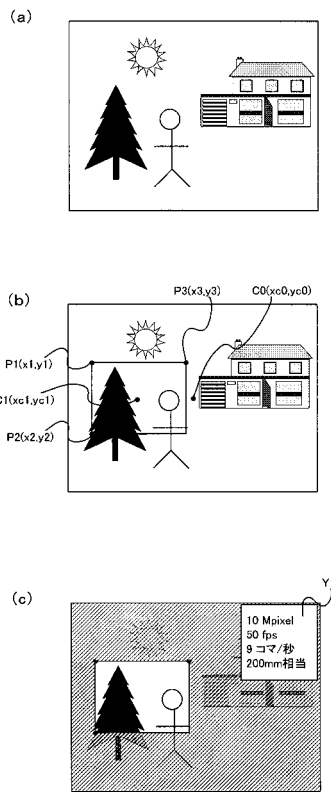 (a)
(b)
P3(x3,y3)
C0(xc0,yc0)
P1(x1,y1)
C1(xc1,yc1)
P2(x2,y2)
(c)
Y
10 Mpixel
50 fps
9 コマ/秒
200mm相当